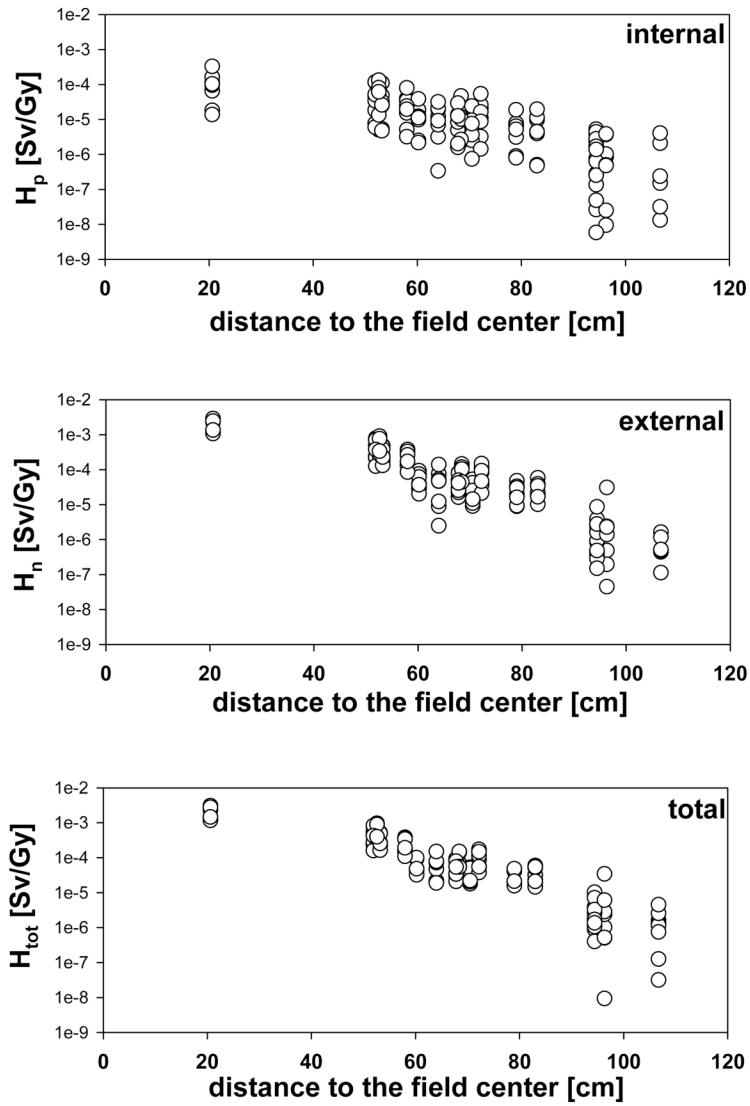 internal
1e-2
1e-3
1e-4
1e-5
1e-6
1e-7
1e-8
1e-9
Hp [Sv/Gy]
0 20 40 60 80 100 120
distance to the field center [cm]
external
1e-2
1e-3
1e-4
1e-5
1e-6
1e-7
1e-8
1e-9
Hn [Sv/Gy]
0 20 40 60 80 100 120
distance to the field center [cm]
total
1e-2
1e-3
1e-4
1e-5
1e-6
1e-7
1e-8
1e-9
Htot [Sv/Gy]
0 20 40 60 80 100 120
distance to the field center [cm]